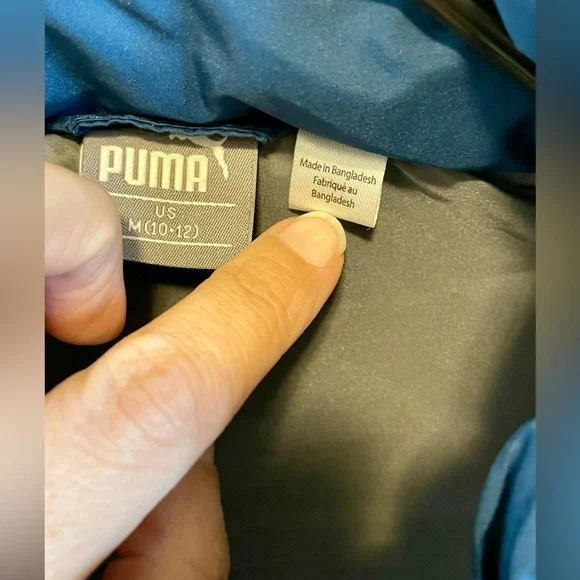 PUMA
US
M(10-12)
Made in Bangladesh
Fabriqué au
Bangladesh